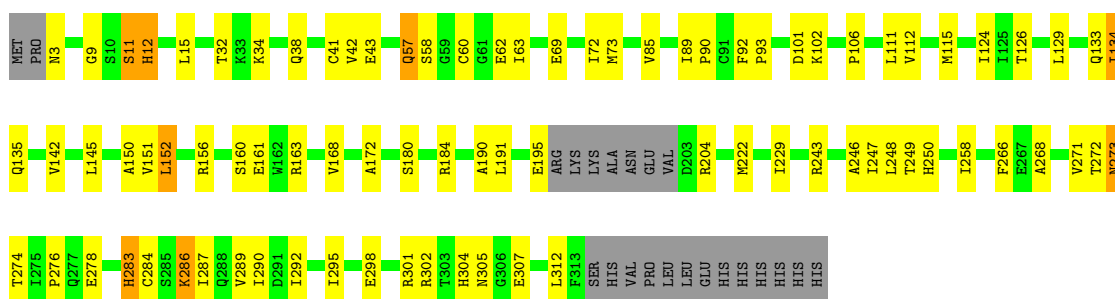 MET PRO N3 G9 S10 S11 H12 L15 T32 K33 K34 Q38 C41 V42 E43 Q57 S58 G59 C60 G61 E62 I63 E69 I72 M73 V85 I89 P90 C91 F92 P93 D101 K102 P106 L111 V112 M115 I124 I125 T126 L129 Q133
Q135 V142 L145 A150 V151 L152 R156 S160 E161 W162 R163 V168 A172 S180 R184 A190 L191 E195 ARG LYS LYS ALA ASN GLU VAL D203 R204 M222 I229 R243 A246 I247 L248 T249 H250 I258 F266 E267 A268 V271 T272 N273
T274 I275 P276 Q277 E278 H283 C284 S285 K286 I287 Q288 V289 I290 D291 I292 I295 E298 R301 R302 T303 H304 N305 G306 E307 L312 F313 SER HIS VAL PRO LEU LEU GLU HIS HIS HIS HIS HIS HIS